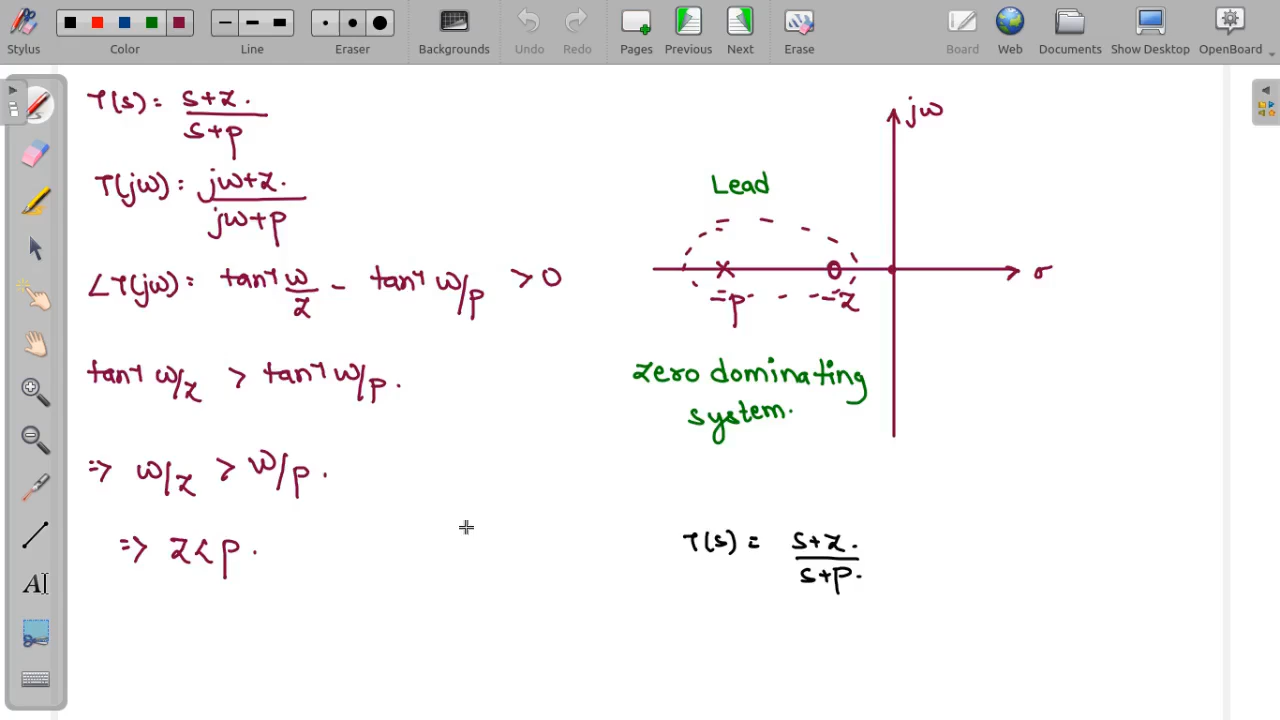 Stylus
Color
Line
Eraser
Backgrounds
Undo
Redo
Pages
Previous
Next
Erase
Board
Web
Documents
Show Desktop
OpenBoard
T(s) = s+z. / s+p
T(jω) = jω+z. / jω+p
∠T(jω) = tan⁻¹ ω/z - tan⁻¹ ω/p > 0
tan⁻¹ ω/z > tan⁻¹ ω/p.
⇒ ω/z > ω/p.
⇒ z < p.
jω
Lead
σ
-p
-z
zero dominating
system.
T(s) = s+z. / s+p.
AI